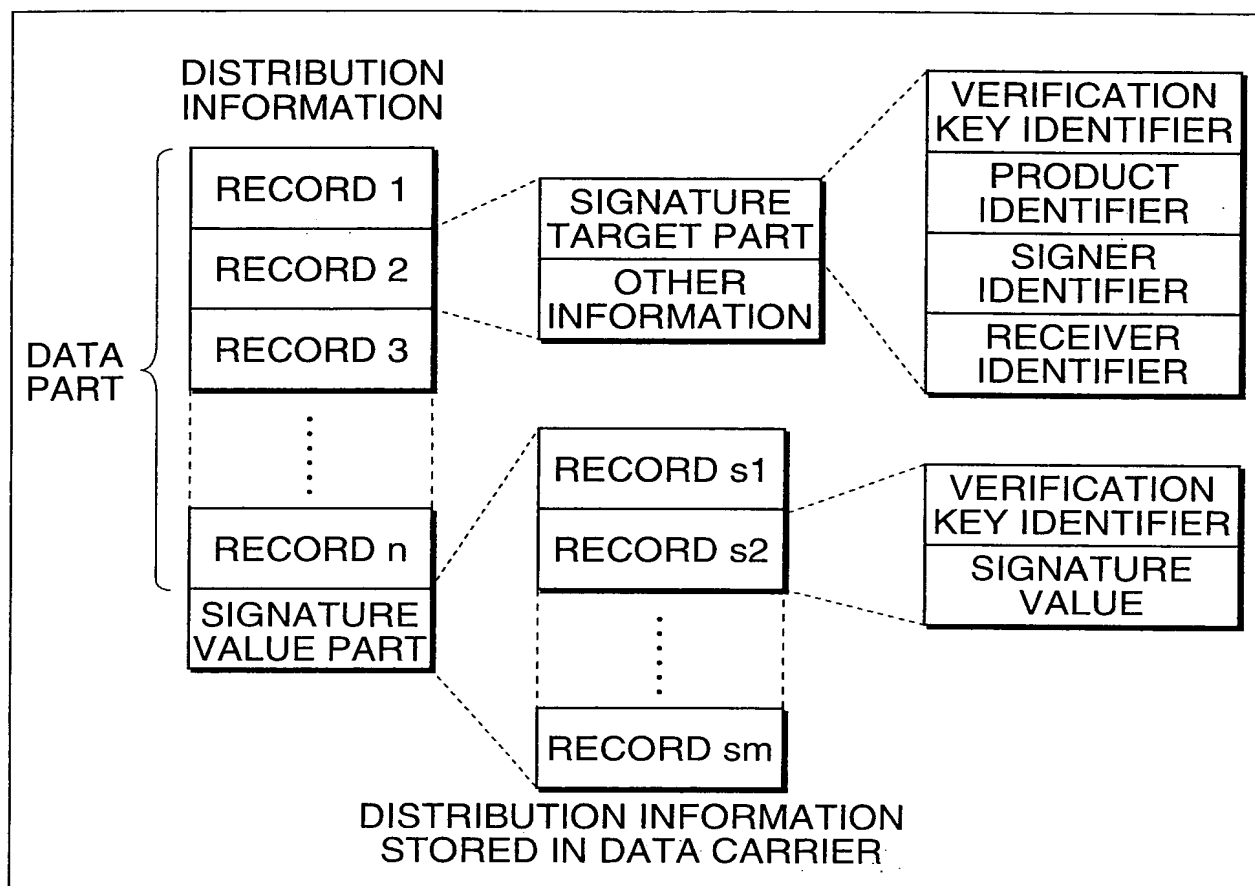 DISTRIBUTION
INFORMATION
DATA
PART
RECORD 1
RECORD 2
RECORD 3
RECORD n
SIGNATURE
VALUE PART
SIGNATURE
TARGET PART
OTHER
INFORMATION
VERIFICATION
KEY IDENTIFIER
PRODUCT
IDENTIFIER
SIGNER
IDENTIFIER
RECEIVER
IDENTIFIER
RECORD s1
RECORD s2
RECORD sm
VERIFICATION
KEY IDENTIFIER
SIGNATURE
VALUE
DISTRIBUTION INFORMATION
STORED IN DATA CARRIER